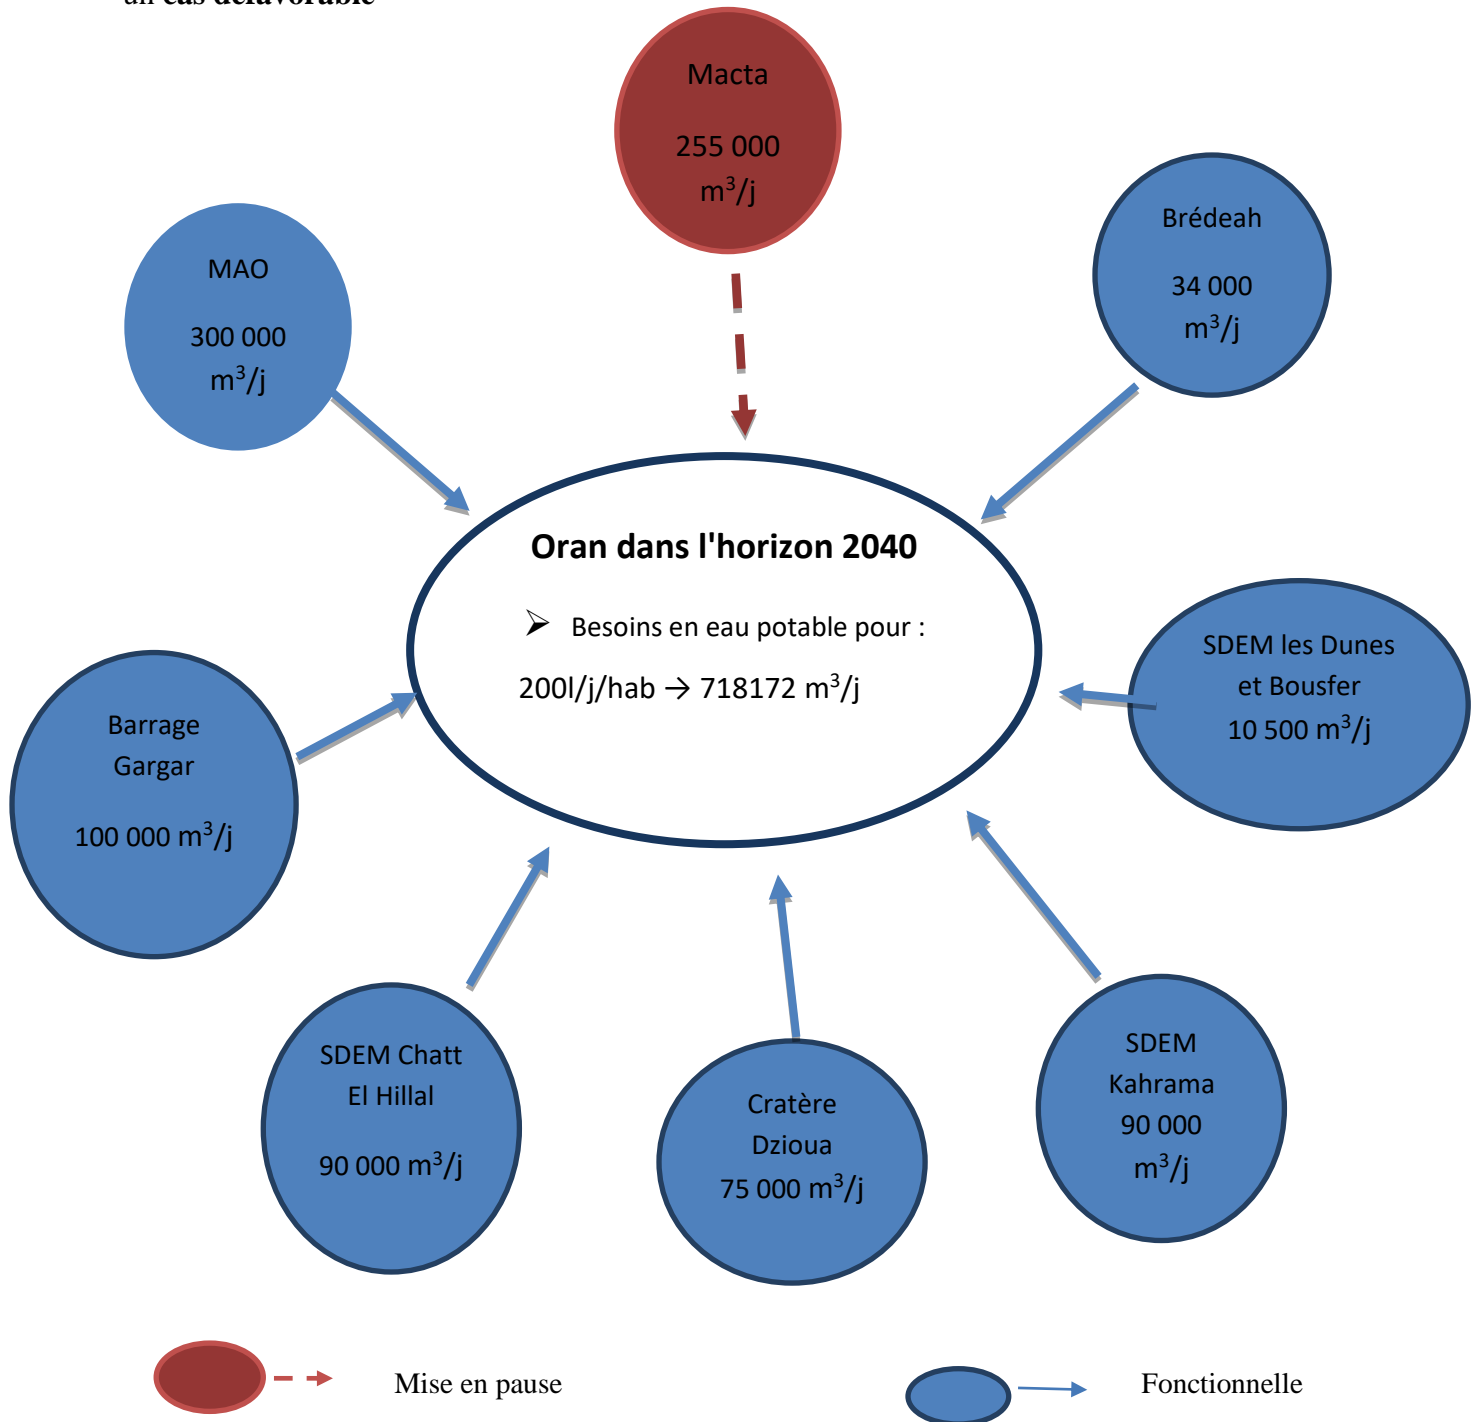 un cas défavorable
Macta
255 000
m³/j
MAO
300 000
m³/j
Brédeah
34 000
m³/j
Oran dans l'horizon 2040
➢ Besoins en eau potable pour :
200l/j/hab → 718172 m³/j
SDEM les Dunes
et Bousfer
10 500 m³/j
Barrage
Gargar
100 000 m³/j
SDEM Chatt
El Hillal
90 000 m³/j
Cratère
Dzioua
75 000 m³/j
SDEM
Kahrama
90 000
m³/j
Mise en pause
Fonctionnelle